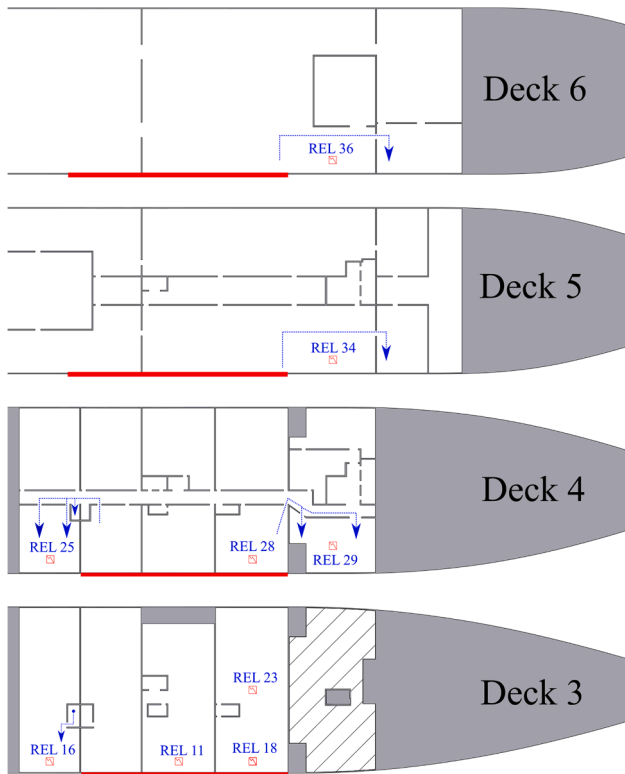 Deck 6
REL 36
Deck 5
REL 34
Deck 4
REL 25
REL 28
REL 29
Deck 3
REL 23
REL 16
REL 11
REL 18